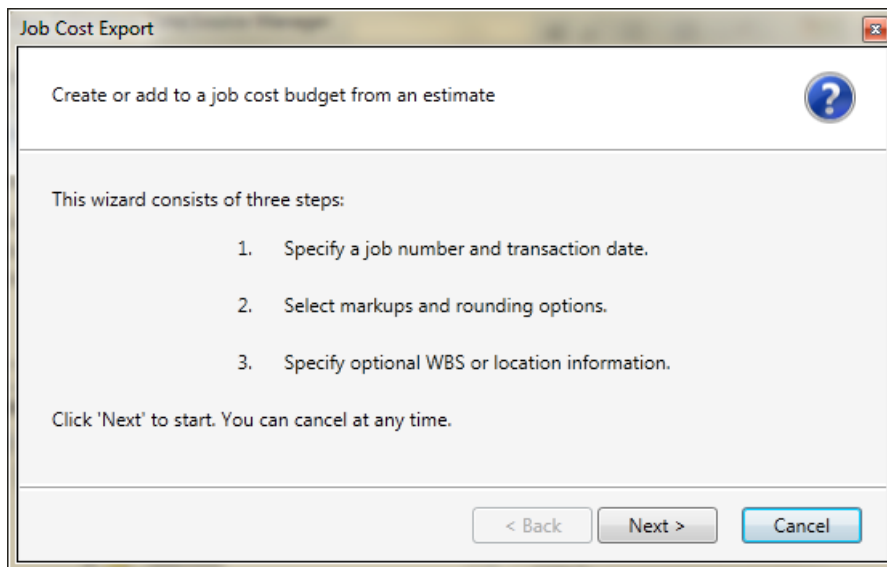 Job Cost Export
Create or add to a job cost budget from an estimate
This wizard consists of three steps:
1. Specify a job number and transaction date.
2. Select markups and rounding options.
3. Specify optional WBS or location information.
Click 'Next' to start. You can cancel at any time.
< Back Next > Cancel